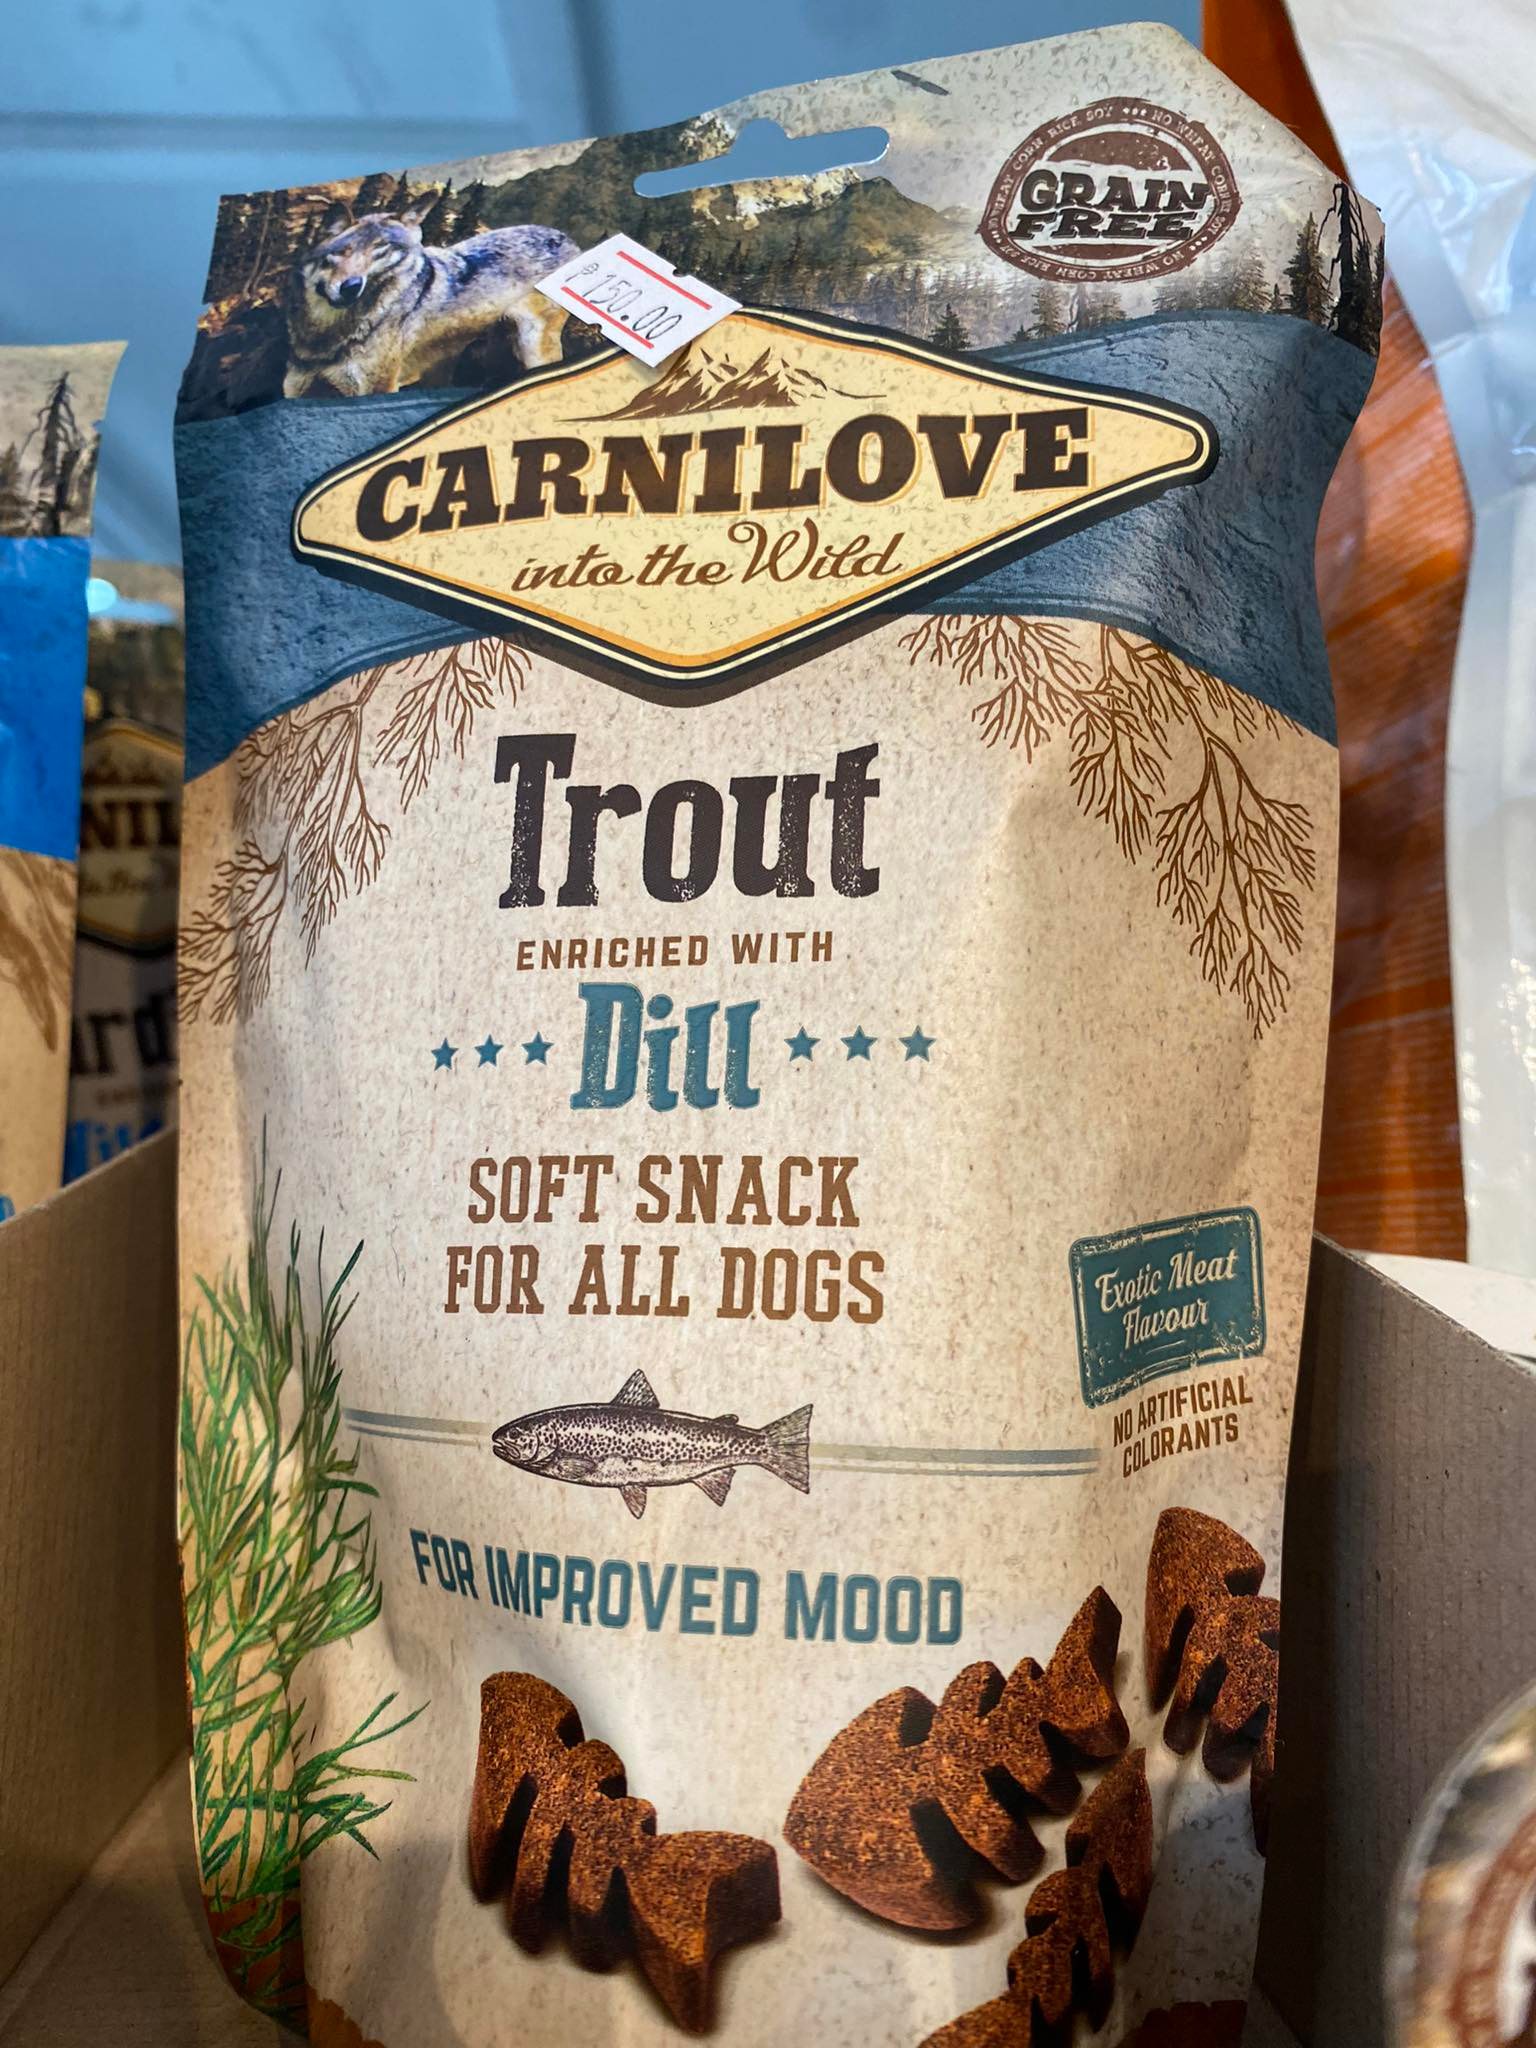 GRAIN
FREE
₱150.00
CARNILOVE
into the Wild
Trout
ENRICHED WITH
Dill
SOFT SNACK
FOR ALL DOGS
Exotic Meat
Flavour
NO ARTIFICIAL
COLORANTS
FOR IMPROVED MOOD